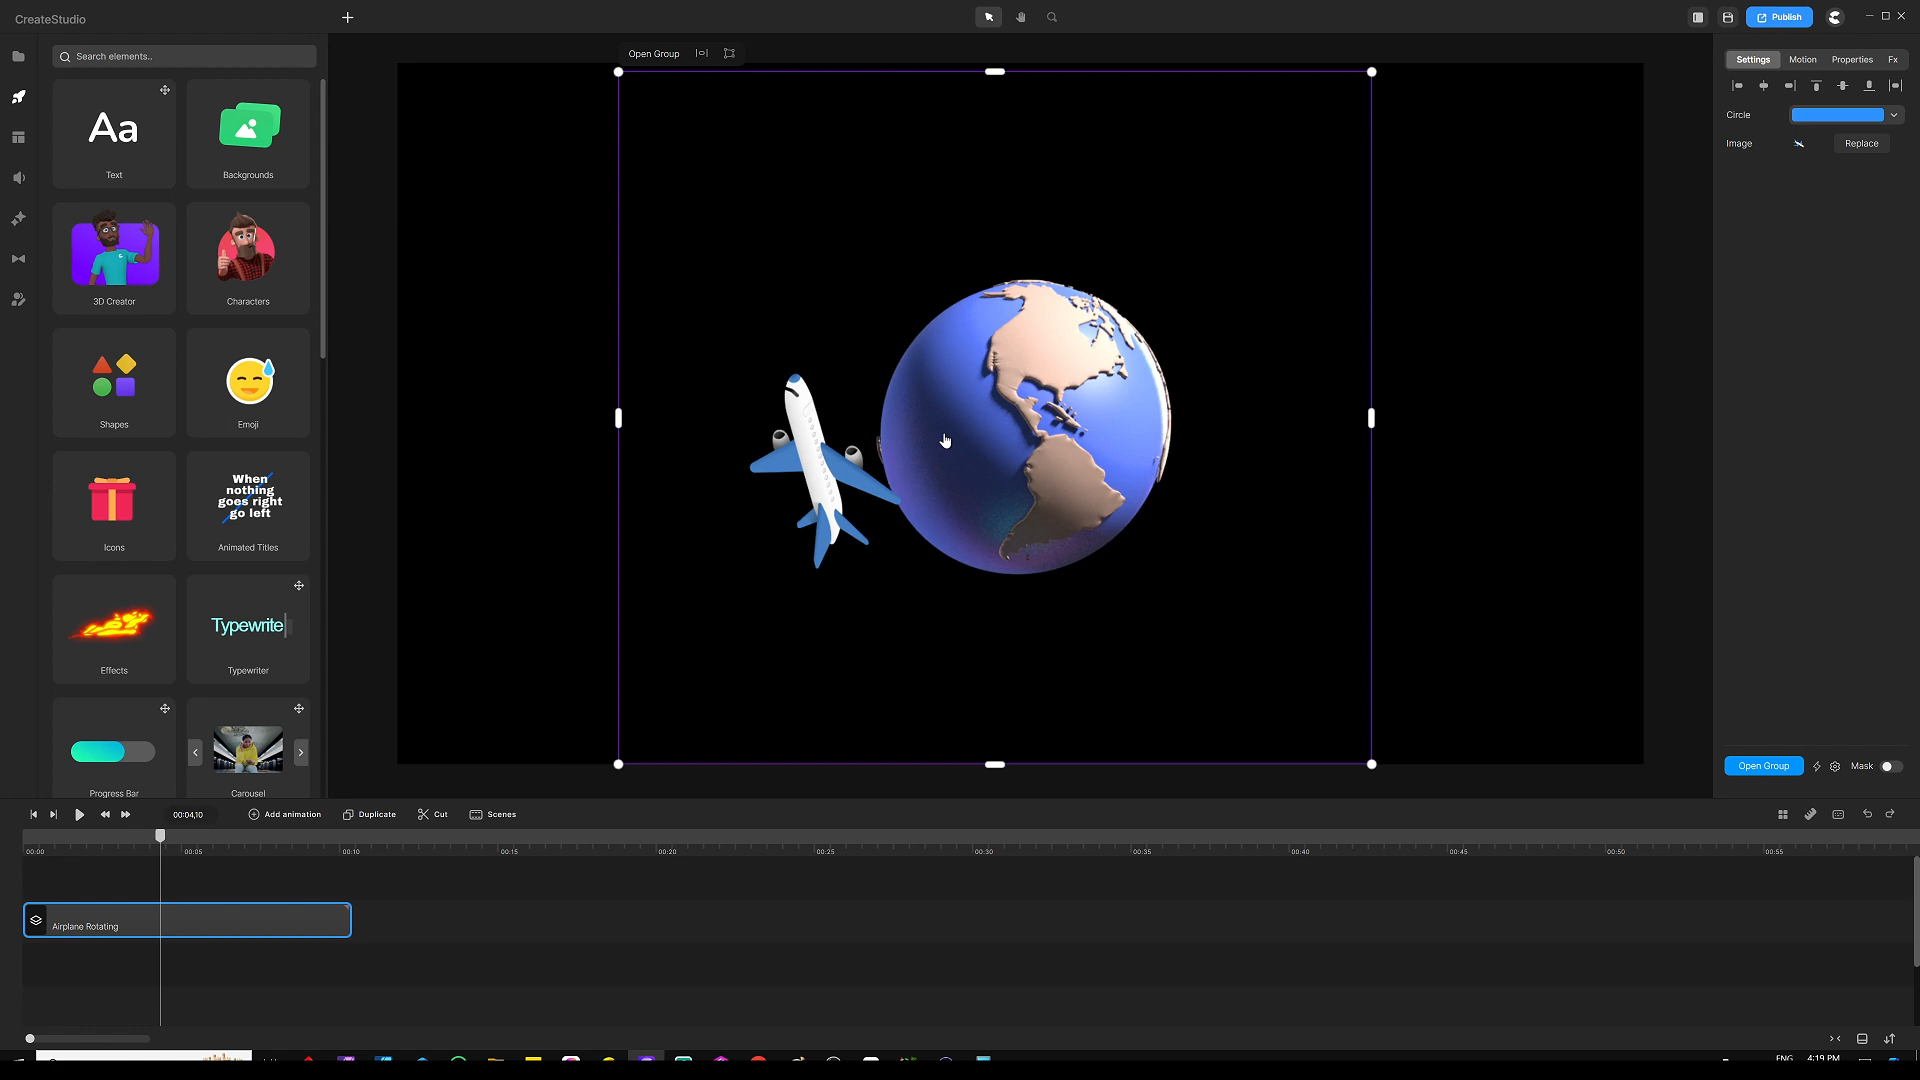 CreateStudio
Publish
Search elements..
Open Group
Settings
Motion
Properties
Fx
Aa
Text
Backgrounds
Circle
Image
Replace
3D Creator
Characters
Shapes
Emoji
When
nothing
goes right
go left
Icons
Animated Titles
Typewrite
Effects
Typewriter
Progress Bar
Carousel
Open Group
Mask
00:04,10
Add animation
Duplicate
Cut
Scenes
00:00
00:05
00:10
00:15
00:20
00:25
00:30
00:35
00:40
00:45
00:50
00:55
Airplane Rotating
ENG
4:19 PM